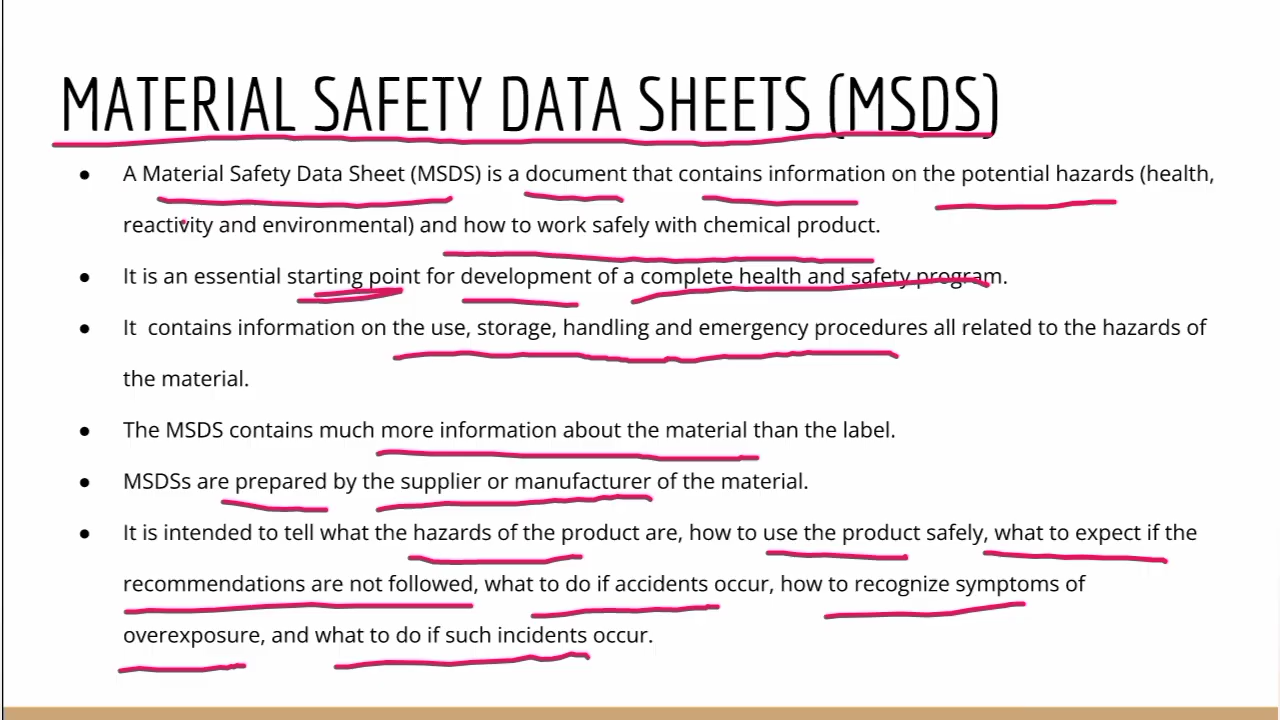 MATERIAL SAFETY DATA SHEETS (MSDS)
● A Material Safety Data Sheet (MSDS) is a document that contains information on the potential hazards (health,
reactivity and environmental) and how to work safely with chemical product.
● It is an essential starting point for development of a complete health and safety program.
● It contains information on the use, storage, handling and emergency procedures all related to the hazards of
the material.
● The MSDS contains much more information about the material than the label.
● MSDSs are prepared by the supplier or manufacturer of the material.
● It is intended to tell what the hazards of the product are, how to use the product safely, what to expect if the
recommendations are not followed, what to do if accidents occur, how to recognize symptoms of
overexposure, and what to do if such incidents occur.